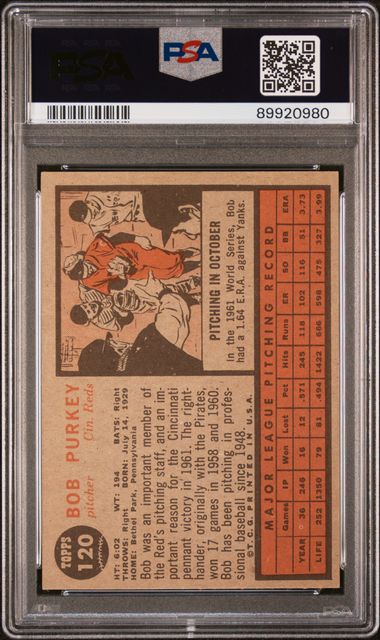 PSA
PSA
89920980
TOPPS
120
BOB PURKEY
pitcher Cin. Reds
HT: 6:02 WT: 194 BATS: Right
THROWS: Right BORN: July 14, 1929
HOME: Bethel Park, Pennsylvania
Bob was an important member of
the Red's pitching staff, and an im-
portant reason for the Cincinnati
pennant victory in 1961. The right-
hander, originally with the Pirates,
won 17 games in 1958 and 1960.
Bob has been pitching in profes-
sional baseball since 1948.
©T.C.G. PRINTED IN U.S.A.
PITCHING IN OCTOBER
In the 1961 World Series, Bob
had a 1.64 E.R.A. against Yanks.
MAJOR LEAGUE PITCHING RECORD
Games IP Won Lost Pct Hits Runs ER SO BB ERA
YEAR 36 246 16 12 .571 245 118 102 116 51 3.73
LIFE 252 1350 79 81 .494 1422 686 598 475 327 3.99